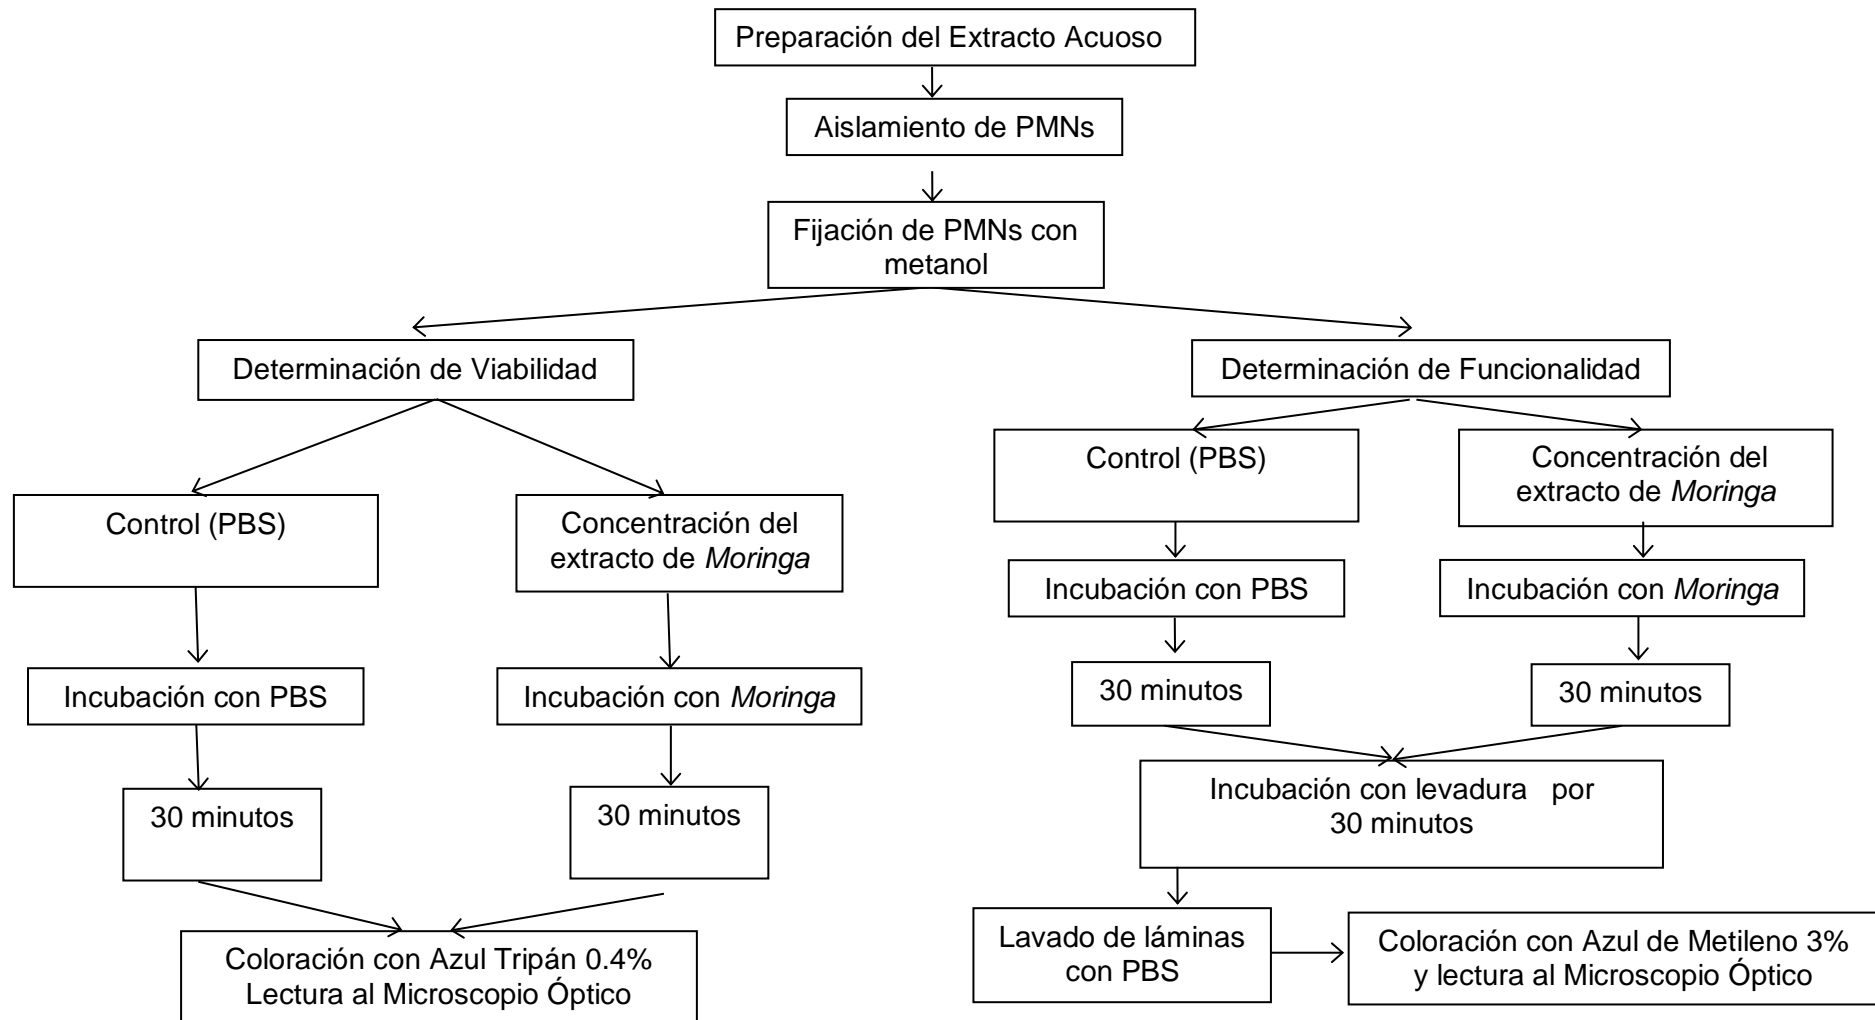 Preparación del Extracto Acuoso
Aislamiento de PMNs
Fijación de PMNs con
metanol
Determinación de Viabilidad
Determinación de Funcionalidad
Control (PBS)
Concentración del
extracto de Moringa
Control (PBS)
Concentración del
extracto de Moringa
Incubación con PBS
Incubación con Moringa
Incubación con PBS
Incubación con Moringa
30 minutos
30 minutos
30 minutos
30 minutos
Incubación con levadura por
30 minutos
Coloración con Azul Tripán 0.4%
Lectura al Microscopio Óptico
Lavado de láminas
con PBS
Coloración con Azul de Metileno 3%
y lectura al Microscopio Óptico